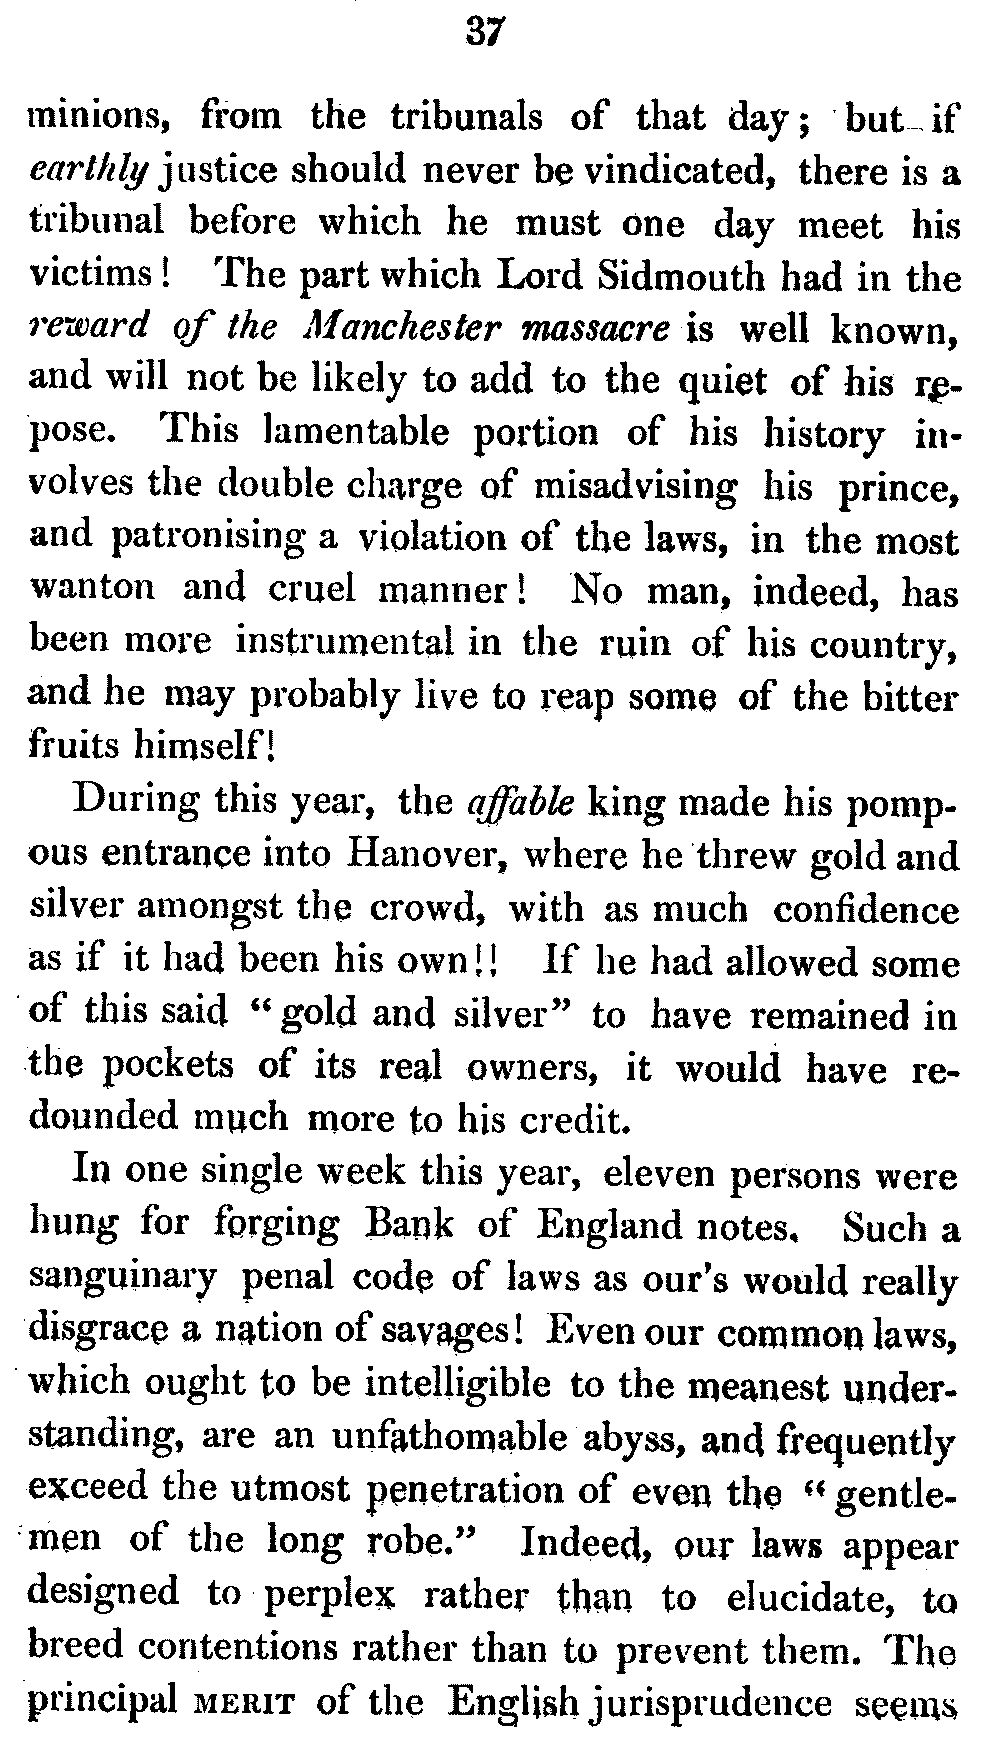 37
minions, from the tribunals of that day; but if
earthly justice should never be vindicated, there is a
tribunal before which he must one day meet his
victims! The part which Lord Sidmouth had in the
reward of the Manchester massacre is well known,
and will not be likely to add to the quiet of his re-
pose. This lamentable portion of his history in-
volves the double charge of misadvising his prince,
and patronising a violation of the laws, in the most
wanton and cruel manner! No man, indeed, has
been more instrumental in the ruin of his country,
and he may probably live to reap some of the bitter
fruits himself!
During this year, the affable king made his pomp-
ous entrance into Hanover, where he threw gold and
silver amongst the crowd, with as much confidence
as if it had been his own!! If he had allowed some
of this said “gold and silver” to have remained in
the pockets of its real owners, it would have re-
dounded much more to his credit.
In one single week this year, eleven persons were
hung for forging Bank of England notes. Such a
sanguinary penal code of laws as our's would really
disgrace a nation of savages! Even our common laws,
which ought to be intelligible to the meanest under-
standing, are an unfathomable abyss, and frequently
exceed the utmost penetration of even the “gentle-
men of the long robe.” Indeed, our laws appear
designed to perplex rather than to elucidate, to
breed contentions rather than to prevent them. The
principal MERIT of the English jurisprudence seems